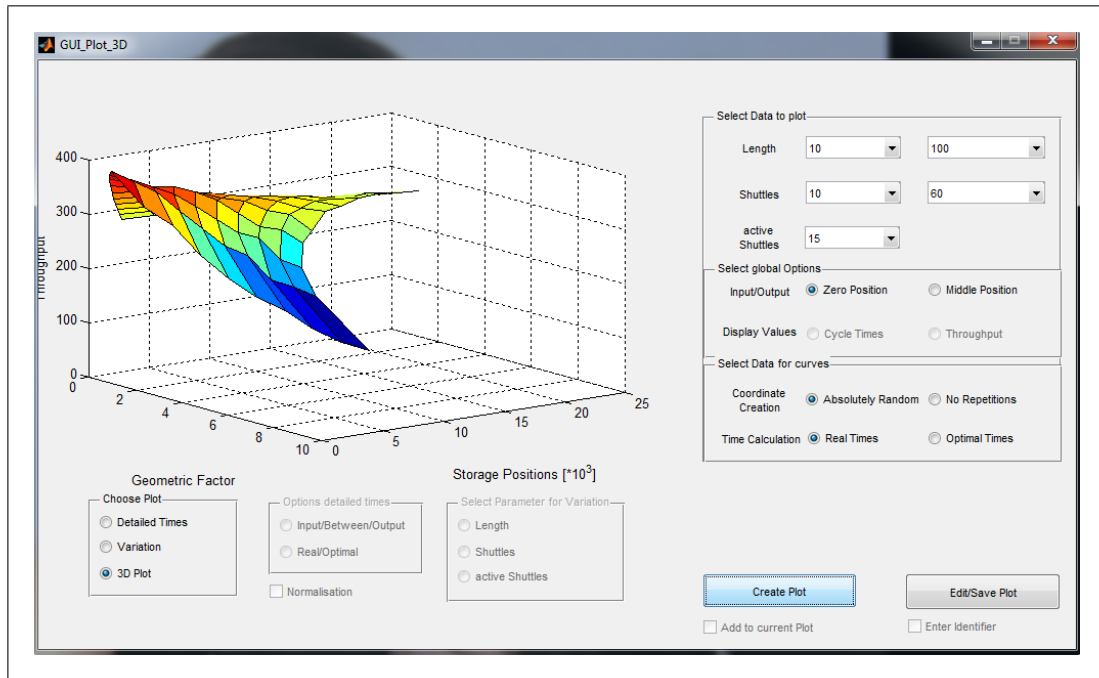 GUI_Plot_3D
400
300
200
100
0
Throughput
0
2
4
6
8
10
0
5
10
15
20
25
Geometric Factor
Storage Positions [*10³]
Select Data to plot
Length 10 100
Shuttles 10 60
active
Shuttles 15
Select global Options
Input/Output Zero Position Middle Position
Display Values Cycle Times Throughput
Select Data for curves
Coordinate
Creation Absolutely Random No Repetitions
Time Calculation Real Times Optimal Times
Choose Plot
Detailed Times
Variation
3D Plot
Options detailed times
Input/Between/Output
Real/Optimal
Normalisation
Select Parameter for Variation
Length
Shuttles
active Shuttles
Create Plot
Edit/Save Plot
Add to current Plot
Enter Identifier